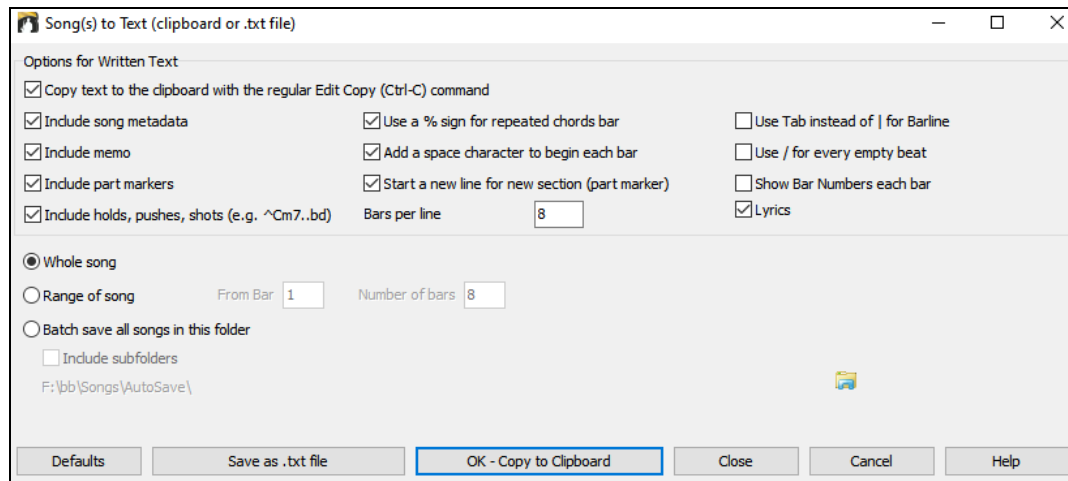 Song(s) to Text (clipboard or .txt file)
Options for Written Text
Copy text to the clipboard with the regular Edit Copy (Ctrl-C) command
Include song metadata
Use a % sign for repeated chords bar
Use Tab instead of | for Barline
Include memo
Add a space character to begin each bar
Use / for every empty beat
Include part markers
Start a new line for new section (part marker)
Show Bar Numbers each bar
Include holds, pushes, shots (e.g. ^Cm7..bd)
Bars per line 8
Lyrics
Whole song
Range of song From Bar 1 Number of bars 8
Batch save all songs in this folder
Include subfolders
F:\bb\Songs\AutoSave\
Defaults Save as .txt file OK - Copy to Clipboard Close Cancel Help